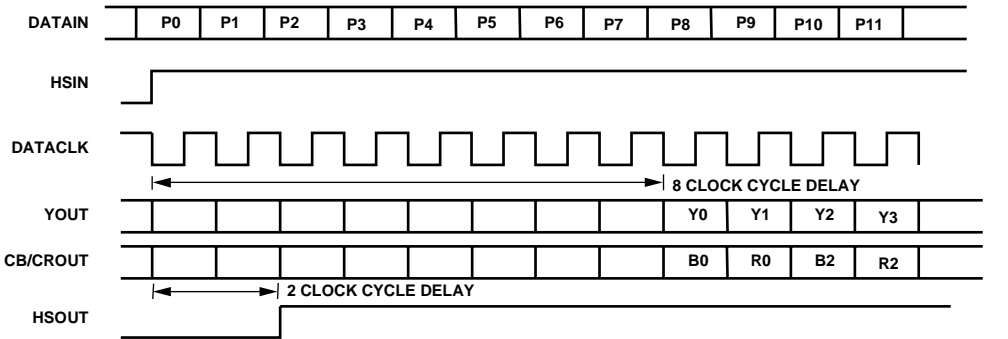 DATAIN P0 P1 P2 P3 P4 P5 P6 P7 P8 P9 P10 P11
HSIN
DATACLK
8 CLOCK CYCLE DELAY
YOUT Y0 Y1 Y2 Y3
CB/CROUT B0 R0 B2 R2
2 CLOCK CYCLE DELAY
HSOUT